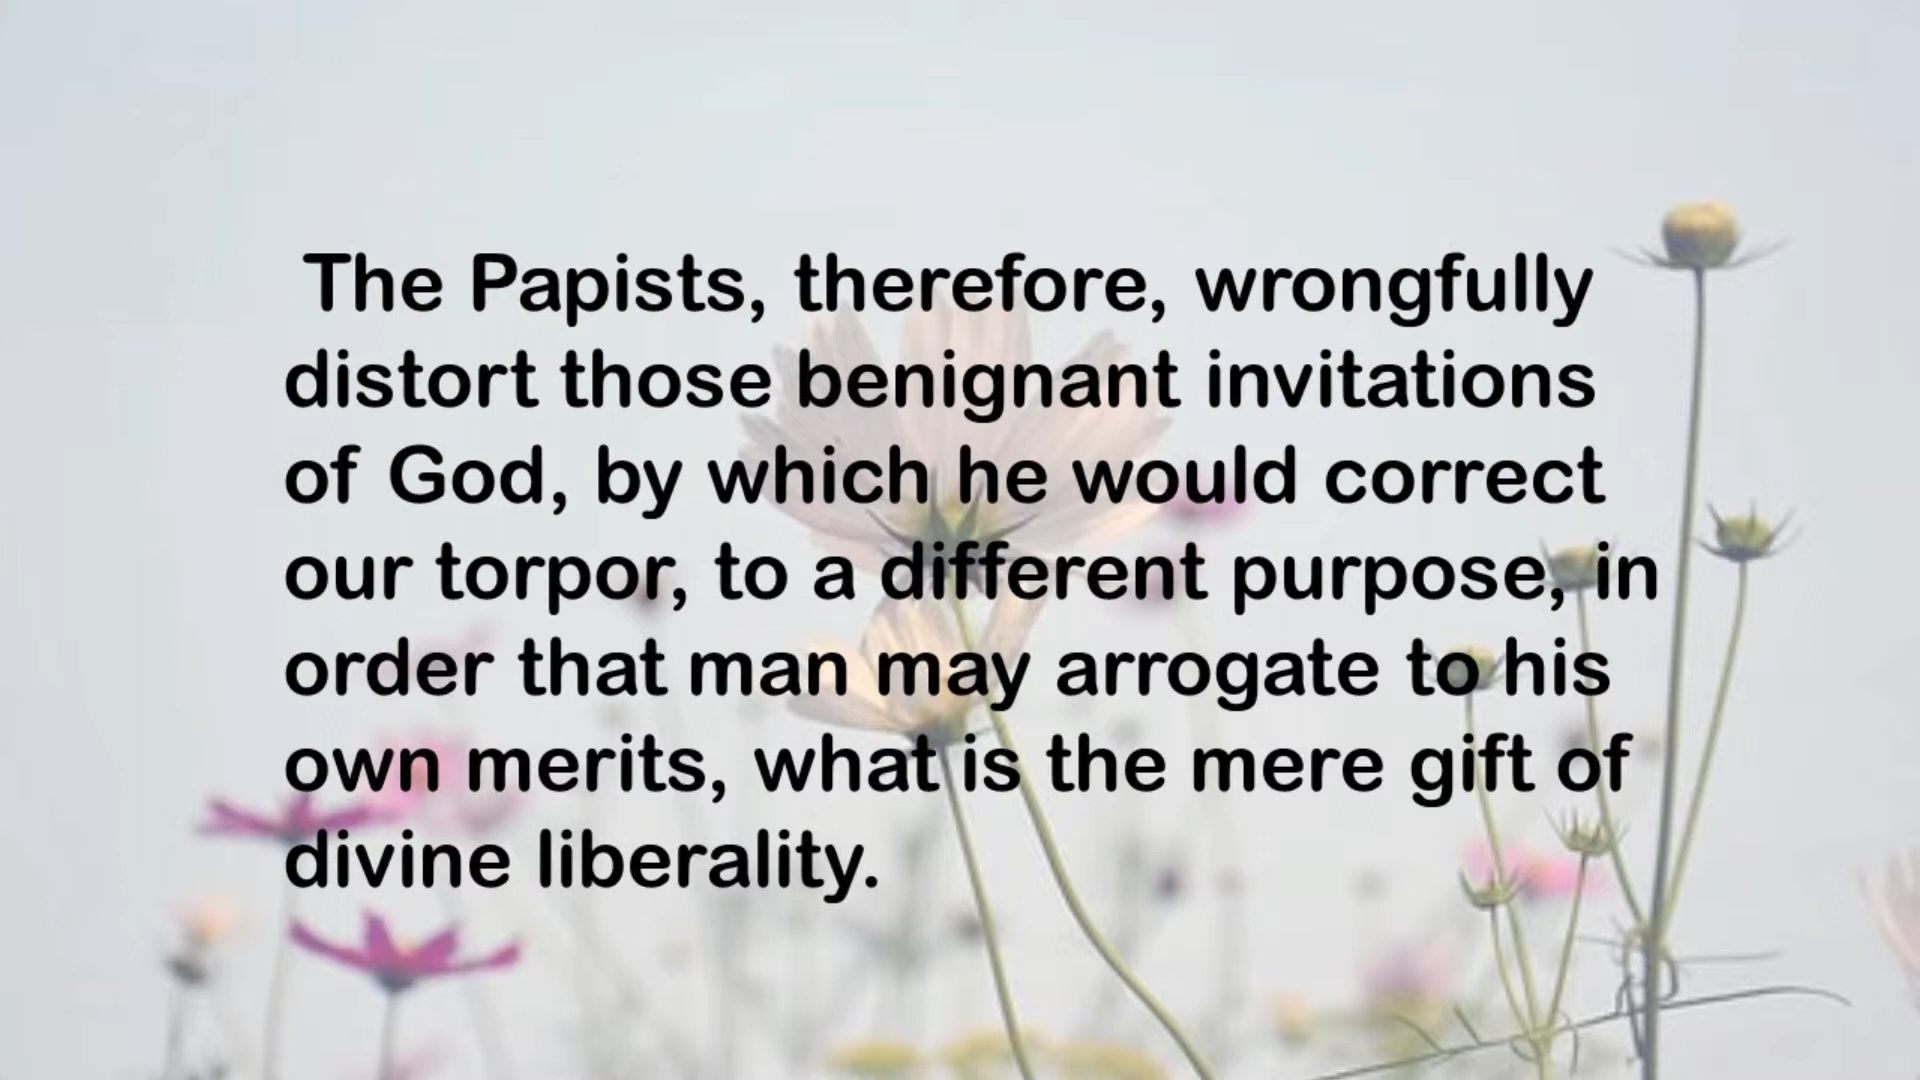 The Papists, therefore, wrongfully
distort those benignant invitations
of God, by which he would correct
our torpor, to a different purpose, in
order that man may arrogate to his
own merits, what is the mere gift of
divine liberality.